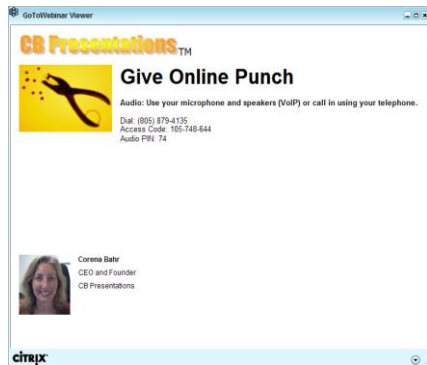 GoToWebinar Viewer
CB Presentations™
Give Online Punch
Audio: Use your microphone and speakers (VoIP) or call in using your telephone.
Dial: (805) 879-4135
Access Code: 105-748-644
Audio PIN: 74
Corena Bahr
CEO and Founder
CB Presentations
CITRIX